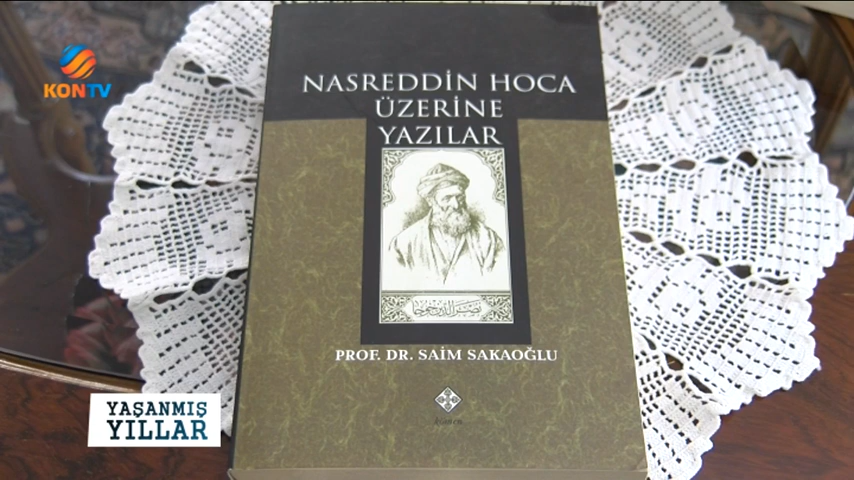 KONTV
NASREDDİN HOCA
ÜZERİNE
YAZILAR
PROF. DR. SAİM SAKAOĞLU
YAŞANMIŞ
YILLAR